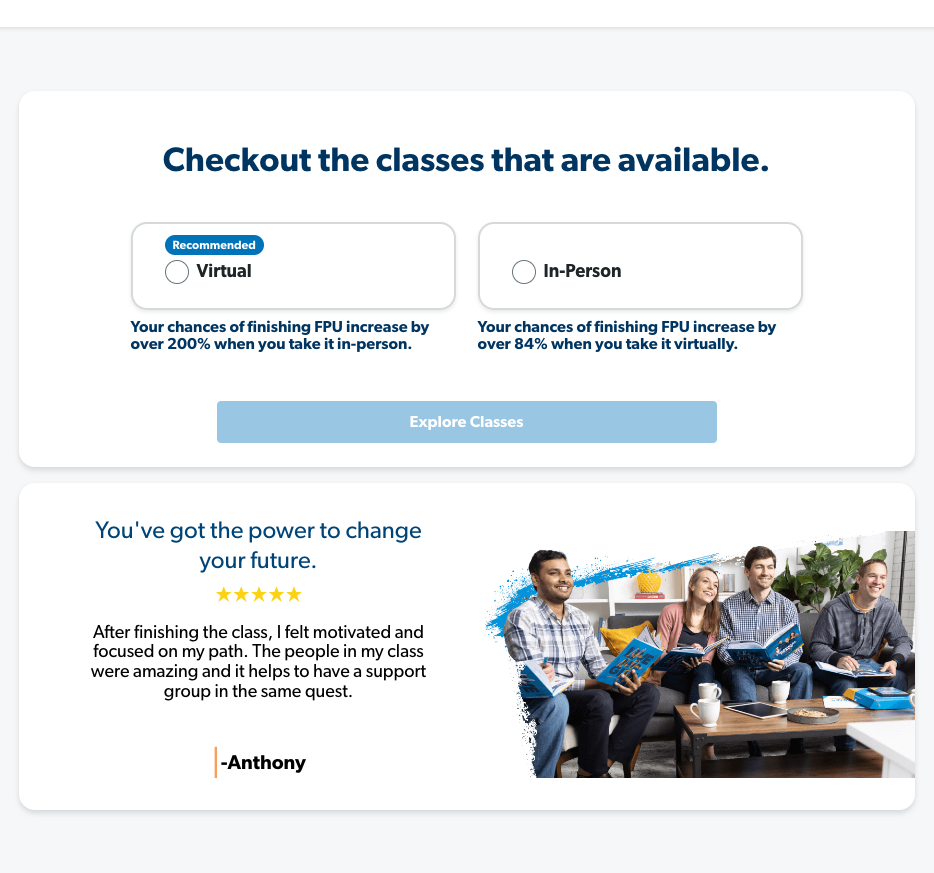 Checkout the classes that are available.
Recommended
Virtual
In-Person
Your chances of finishing FPU increase by
over 200% when you take it in-person.
Your chances of finishing FPU increase by
over 84% when you take it virtually.
Explore Classes
You've got the power to change
your future.
After finishing the class, I felt motivated and
focused on my path. The people in my class
were amazing and it helps to have a support
group in the same quest.
-Anthony